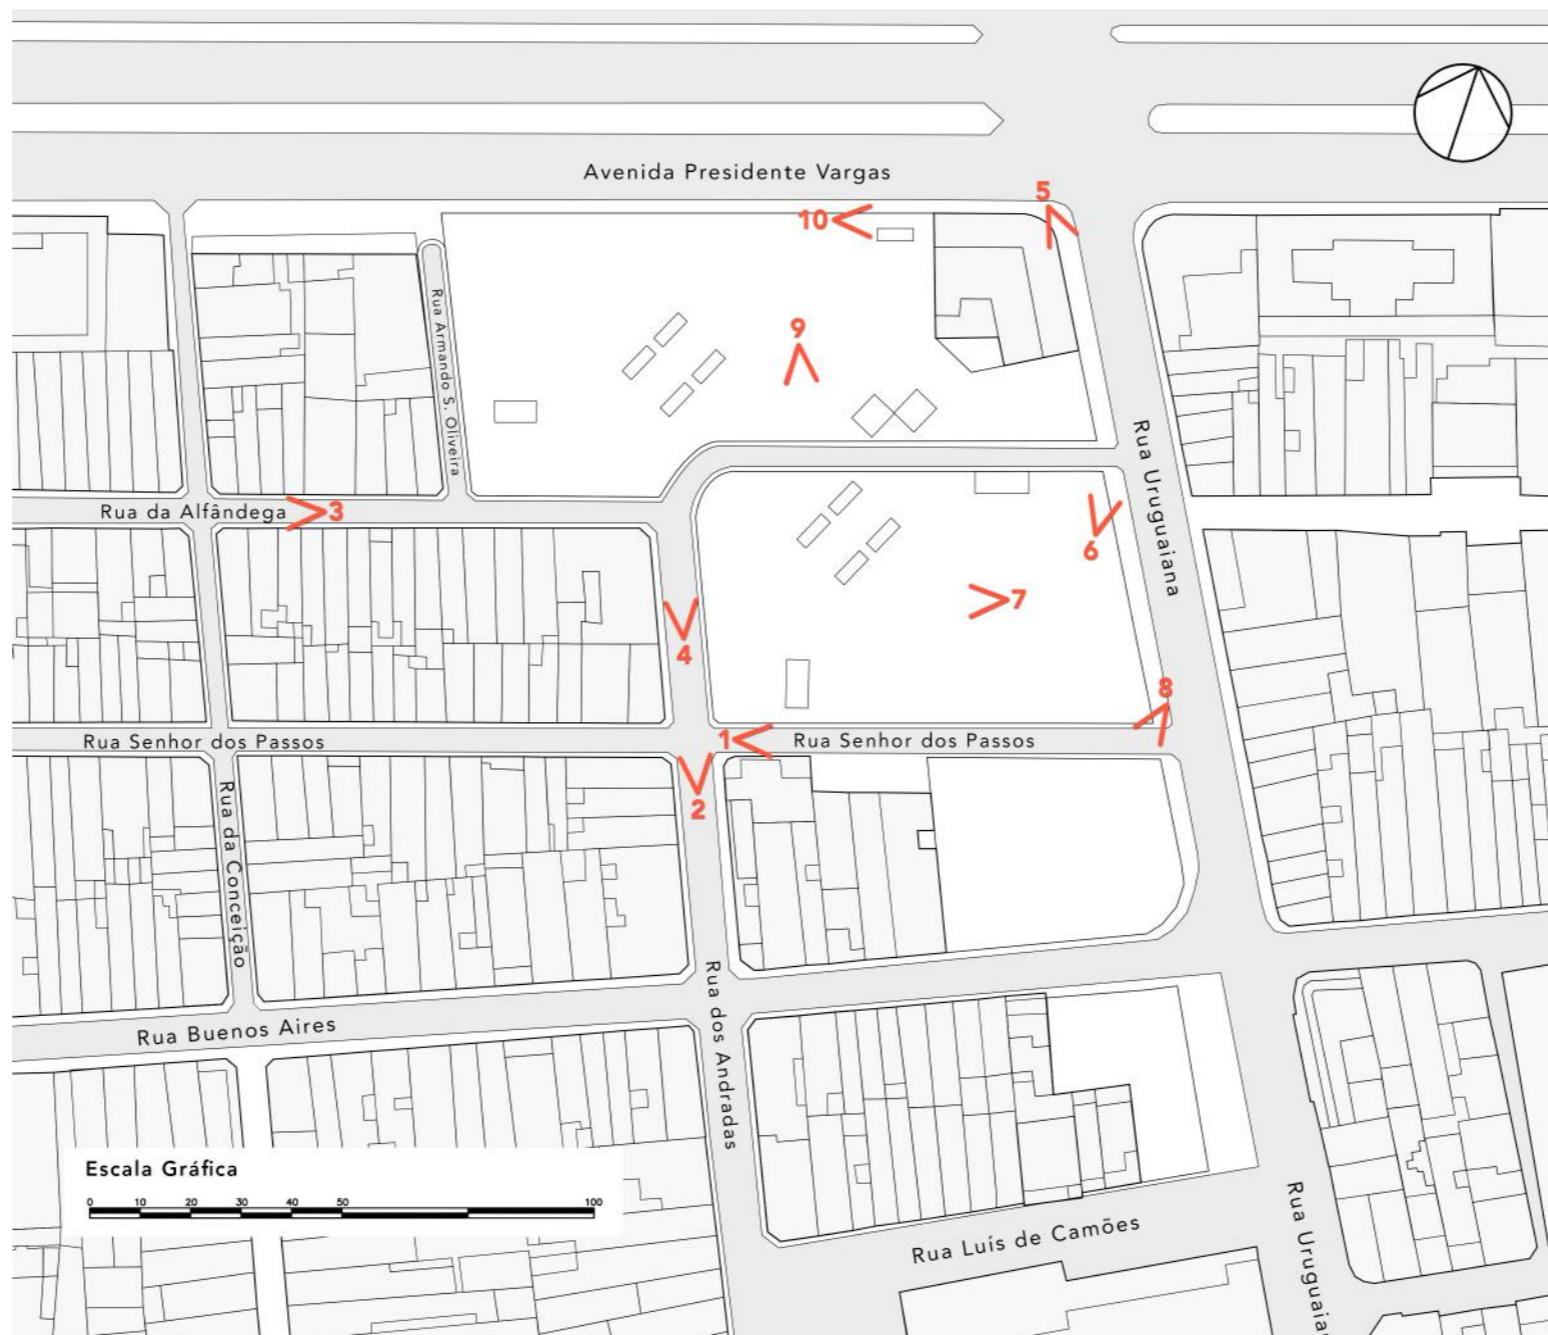 Avenida Presidente Vargas
5
10
9
Rua Armando S. Oliveira
Rua Uruguaiana
Rua da Alfândega
3
6
7
4
8
Rua Senhor dos Passos
1
Rua Senhor dos Passos
2
Rua da Conceição
Rua dos Andradas
Rua Buenos Aires
Escala Gráfica
0 10 20 30 40 50 100
Rua Luís de Camões
Rua Uruguaia